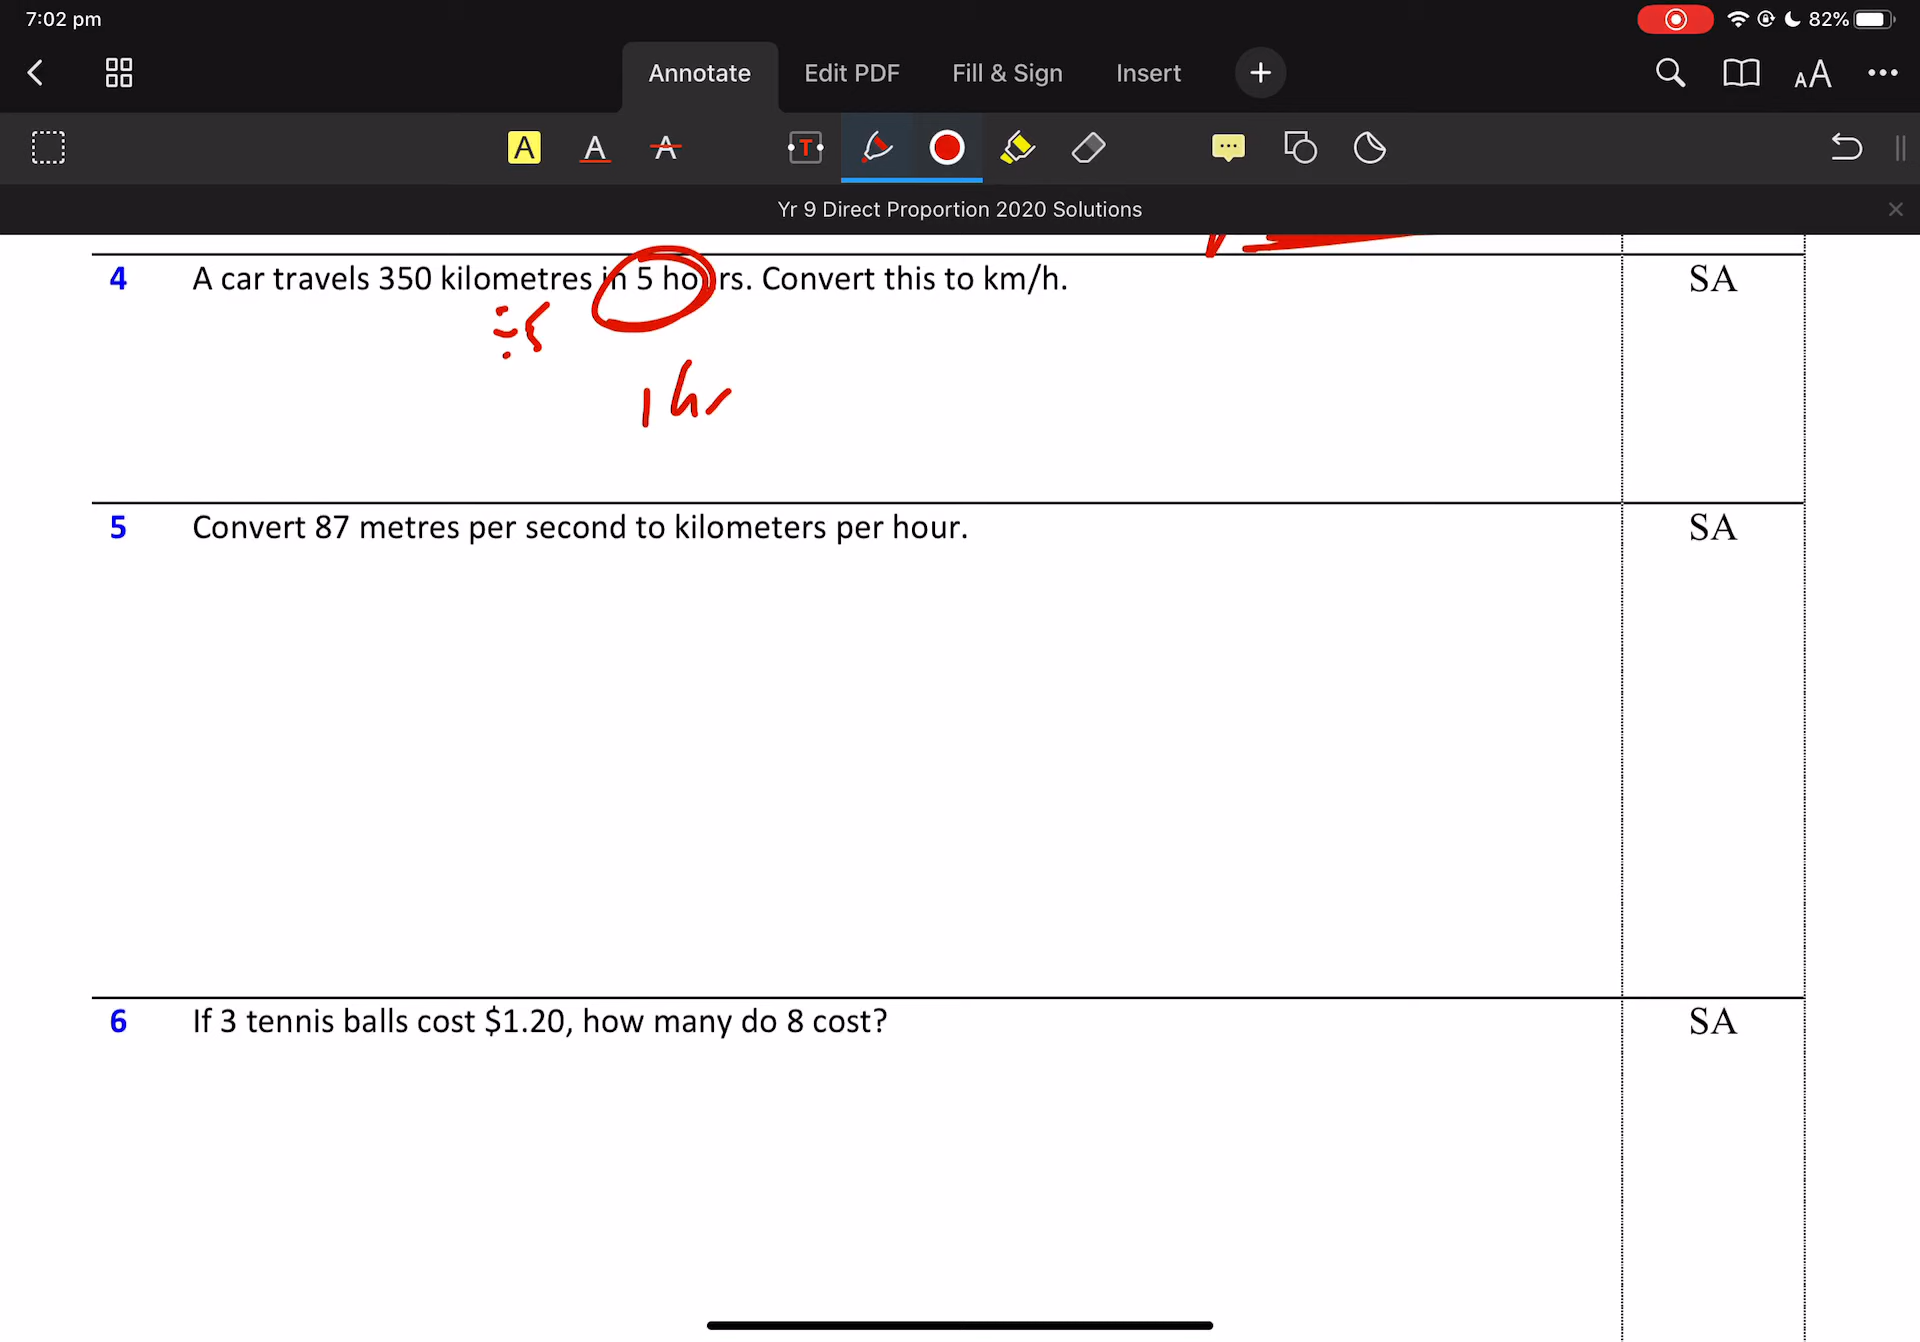 7:02 pm
82%
Annotate
Edit PDF
Fill & Sign
Insert
A
A
A
T
AA
Yr 9 Direct Proportion 2020 Solutions
4 A car travels 350 kilometres in 5 hours. Convert this to km/h. SA
÷5
1 hr
5 Convert 87 metres per second to kilometers per hour. SA
6 If 3 tennis balls cost $1.20, how many do 8 cost? SA